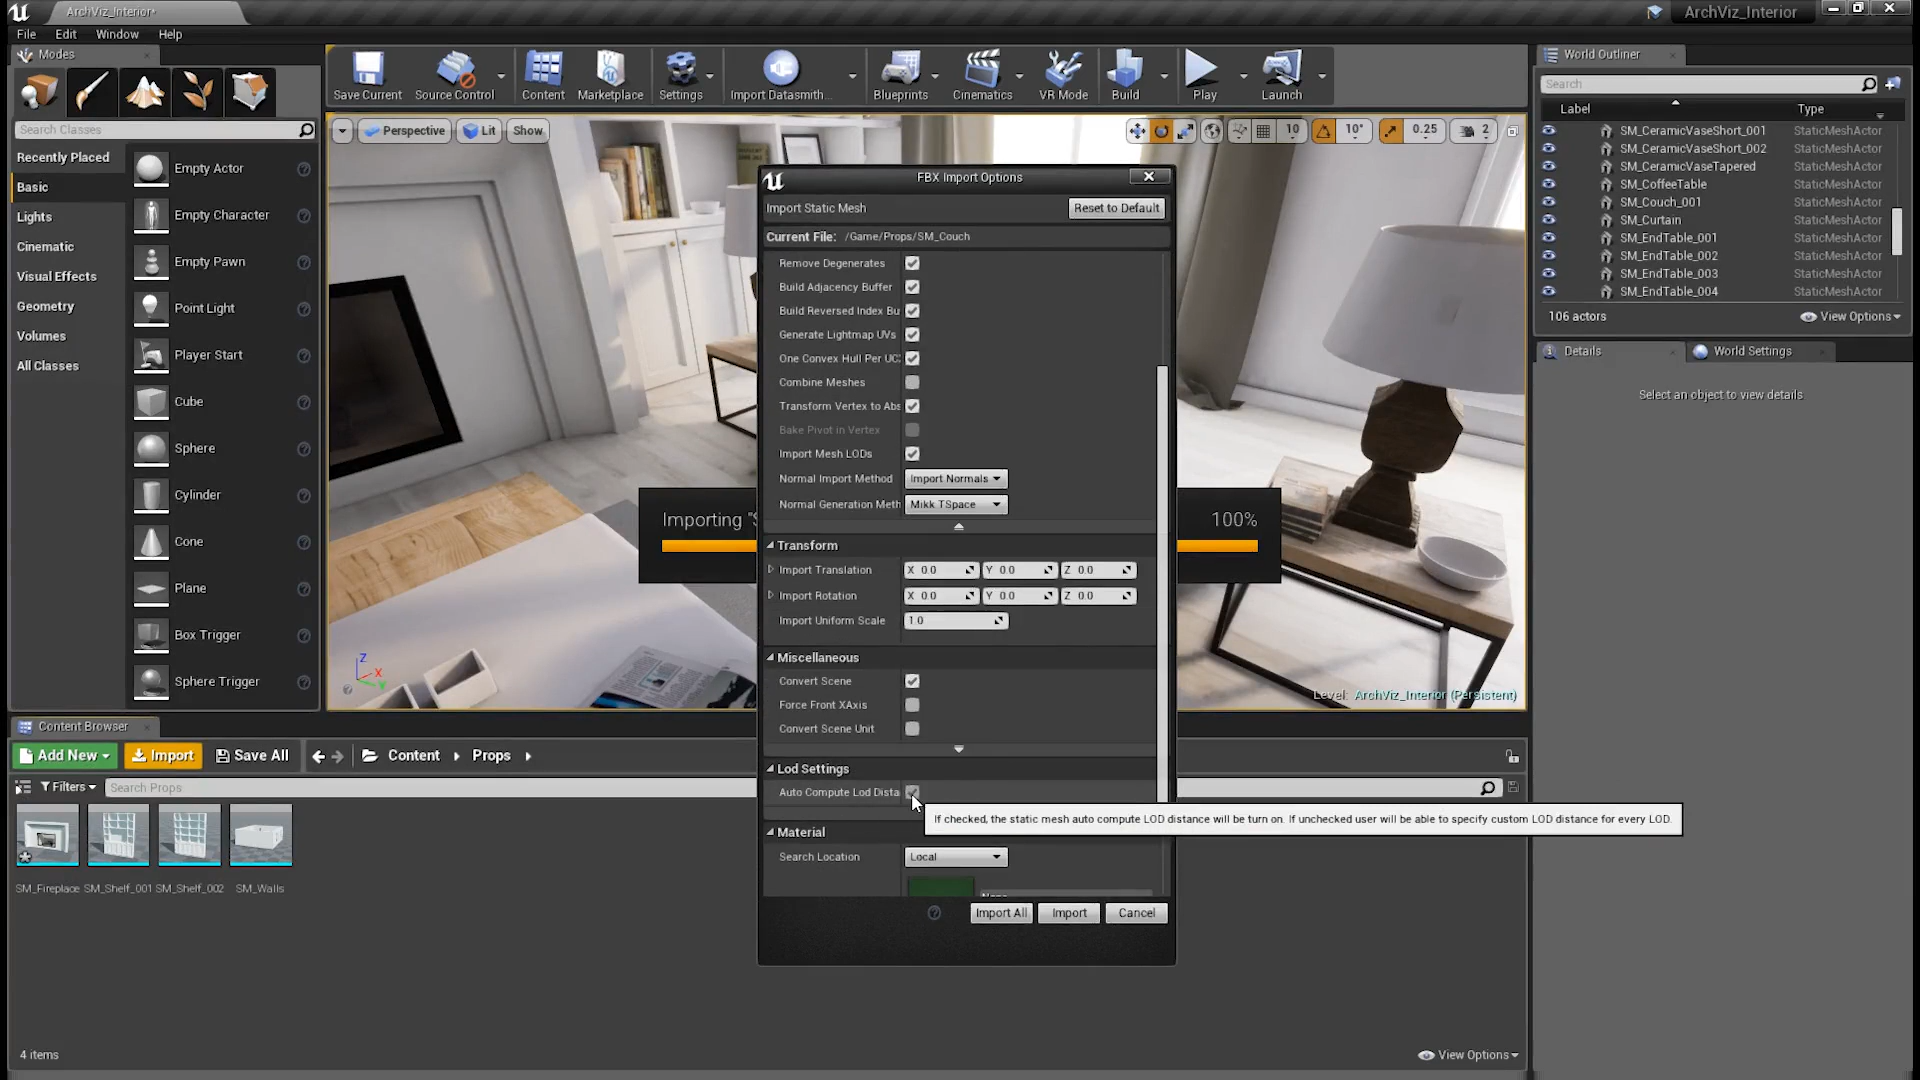 ArchViz_Interior*
ArchViz_Interior
File Edit Window Help
Modes
Search Classes
Recently Placed
Basic
Lights
Cinematic
Visual Effects
Geometry
Volumes
All Classes
Empty Actor
Empty Character
Empty Pawn
Point Light
Player Start
Cube
Sphere
Cylinder
Cone
Plane
Box Trigger
Sphere Trigger
Save Current Source Control Content Marketplace Settings Import Datasmith... Blueprints Cinematics VR Mode Build Play Launch
Perspective Lit Show 10 10° 0.25 2
FBX Import Options
Import Static Mesh Reset to Default
Current File: /Game/Props/SM_Couch
Remove Degenerates
Build Adjacency Buffer
Build Reversed Index Bu
Generate Lightmap UVs
One Convex Hull Per UC
Combine Meshes
Transform Vertex to Abs
Bake Pivot in Vertex
Import Mesh LODs
Normal Import Method Import Normals
Normal Generation Meth Mikk TSpace
Transform
Import Translation X 0.0 Y 0.0 Z 0.0
Import Rotation X 0.0 Y 0.0 Z 0.0
Import Uniform Scale 1.0
Miscellaneous
Convert Scene
Force Front XAxis
Convert Scene Unit
Lod Settings
Auto Compute Lod Dista
If checked, the static mesh auto compute LOD distance will be turn on. If unchecked user will be able to specify custom LOD distance for every LOD.
Material
Search Location Local
Import All Import Cancel
Importing "S
100%
Z X Y
Level: ArchViz_Interior (Persistent)
World Outliner
Search
Label Type
SM_CeramicVaseShort_001 StaticMeshActor
SM_CeramicVaseShort_002 StaticMeshActor
SM_CeramicVaseTapered StaticMeshActor
SM_CoffeeTable StaticMeshActor
SM_Couch_001 StaticMeshActor
SM_Curtain StaticMeshActor
SM_EndTable_001 StaticMeshActor
SM_EndTable_002 StaticMeshActor
SM_EndTable_003 StaticMeshActor
SM_EndTable_004 StaticMeshActor
106 actors View Options
Details World Settings
Select an object to view details
Content Browser
Add New Import Save All Content Props
Filters Search Props
SM_Fireplace SM_Shelf_001 SM_Shelf_002 SM_Walls
4 items View Options